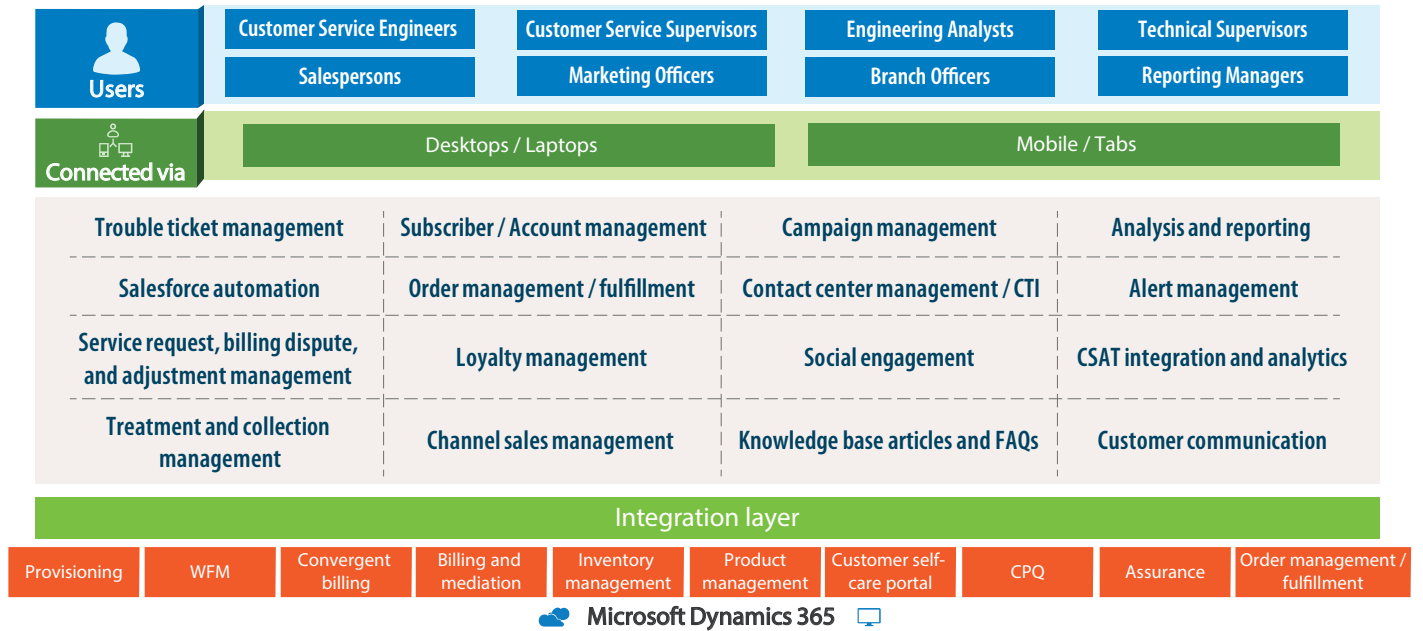 Users
Customer Service Engineers
Customer Service Supervisors
Engineering Analysts
Technical Supervisors
Salespersons
Marketing Officers
Branch Officers
Reporting Managers
Connected via
Desktops / Laptops
Mobile / Tabs
Trouble ticket management
Subscriber / Account management
Campaign management
Analysis and reporting
Salesforce automation
Order management / fulfillment
Contact center management / CTI
Alert management
Service request, billing dispute,
and adjustment management
Loyalty management
Social engagement
CSAT integration and analytics
Treatment and collection
management
Channel sales management
Knowledge base articles and FAQs
Customer communication
Integration layer
Provisioning
WFM
Convergent
billing
Billing and
mediation
Inventory
management
Product
management
Customer self-
care portal
CPQ
Assurance
Order management /
fulfillment
Microsoft Dynamics 365